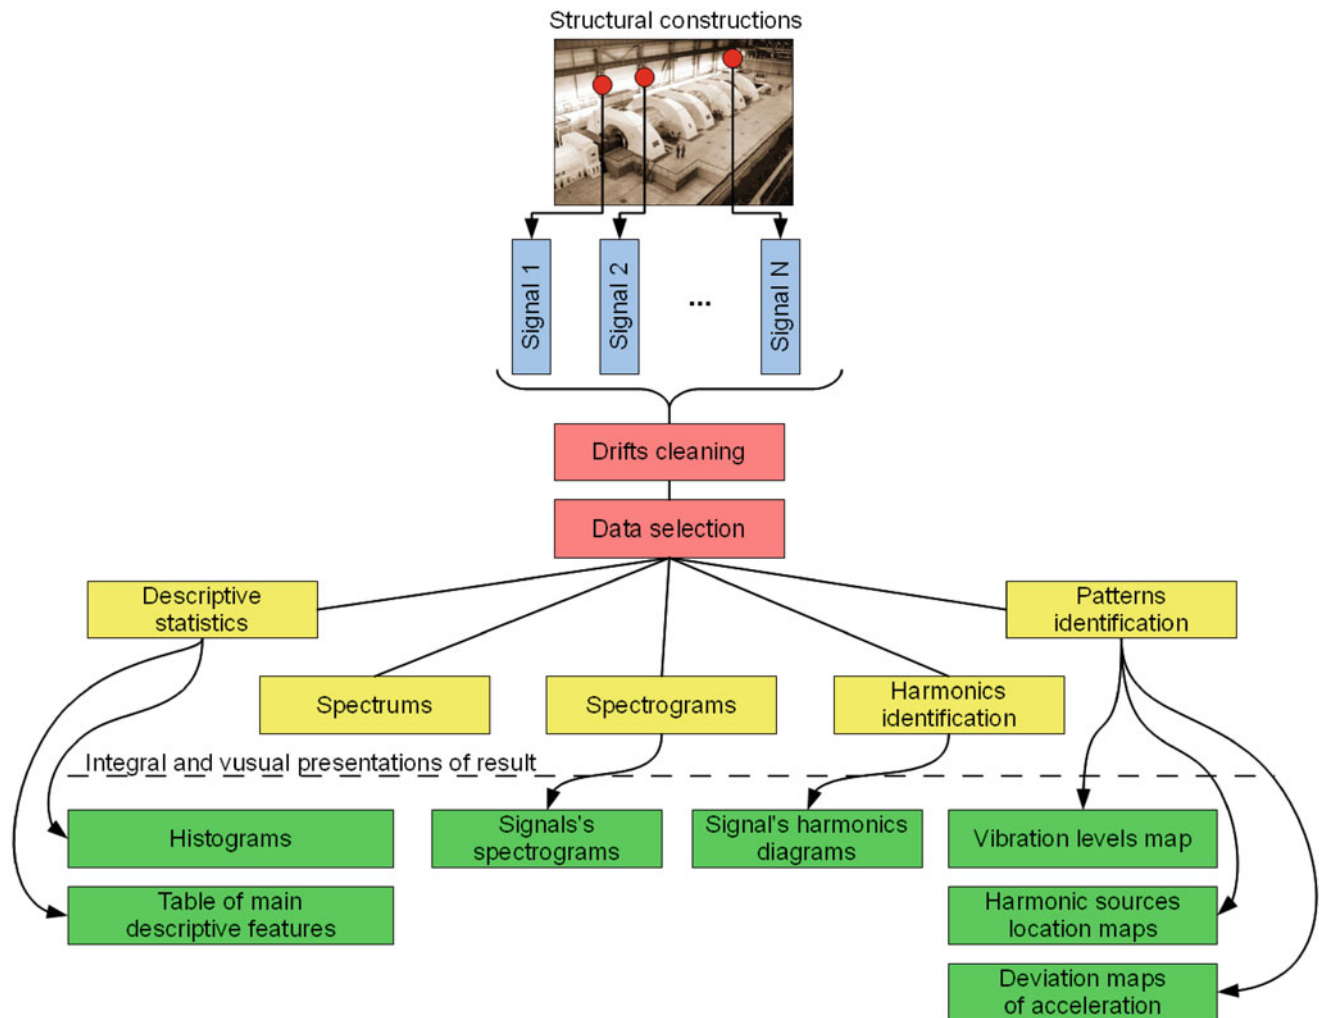 Structural constructions
Signal 1
Signal 2
...
Signal N
Drifts cleaning
Data selection
Descriptive
statistics
Patterns
identification
Spectrums
Spectrograms
Harmonics
identification
Integral and vusual presentations of result
Histograms
Signals's
spectrograms
Signal's harmonics
diagrams
Vibration levels map
Table of main
descriptive features
Harmonic sources
location maps
Deviation maps
of acceleration